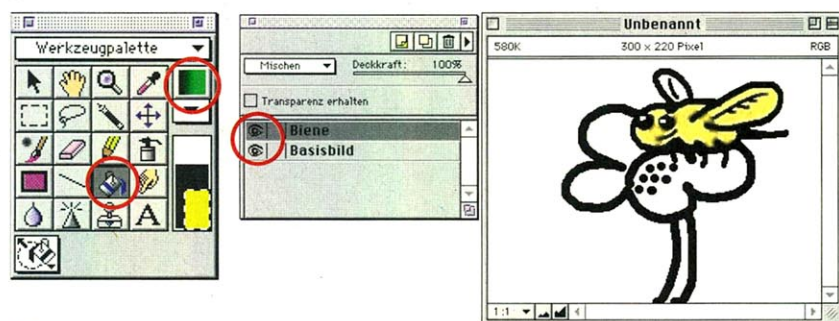 Werkzeugpalette
A
Mischen
Deckkraft: 100%
Transparenz erhalten
Biene
Basisbild
Unbenannt
580K 300 x 220 Pixel RGB
1:1